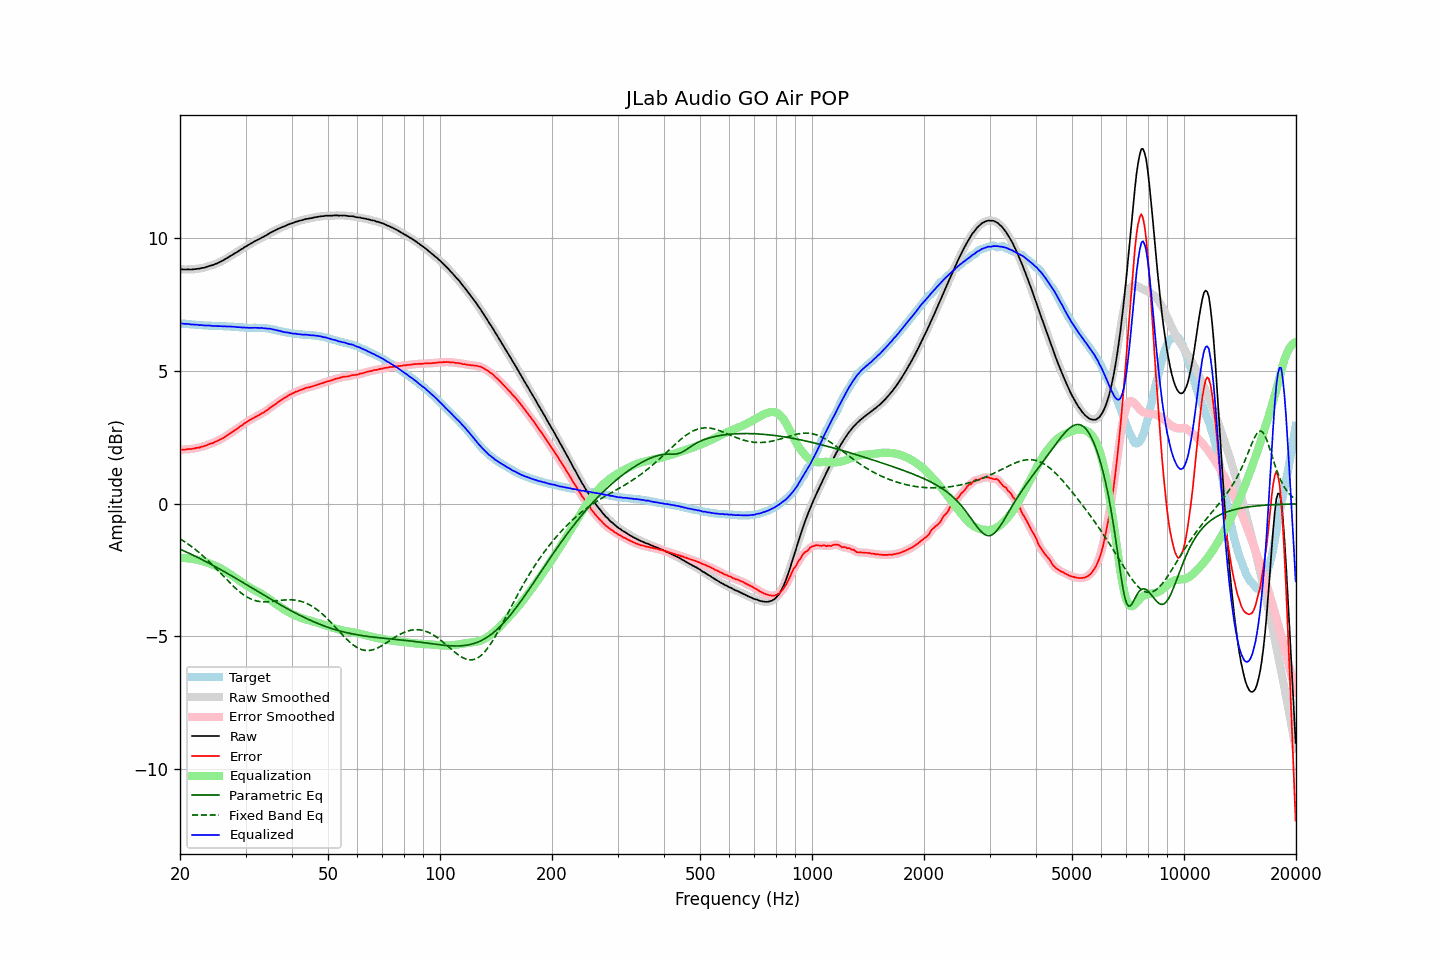 JLab Audio GO Air POP
10
5
0
−5
−10
Amplitude (dBr)
Target
Raw Smoothed
Error Smoothed
Raw
Error
Equalization
Parametric Eq
Fixed Band Eq
Equalized
20
50
100
200
500
1000
2000
5000
10000
20000
Frequency (Hz)